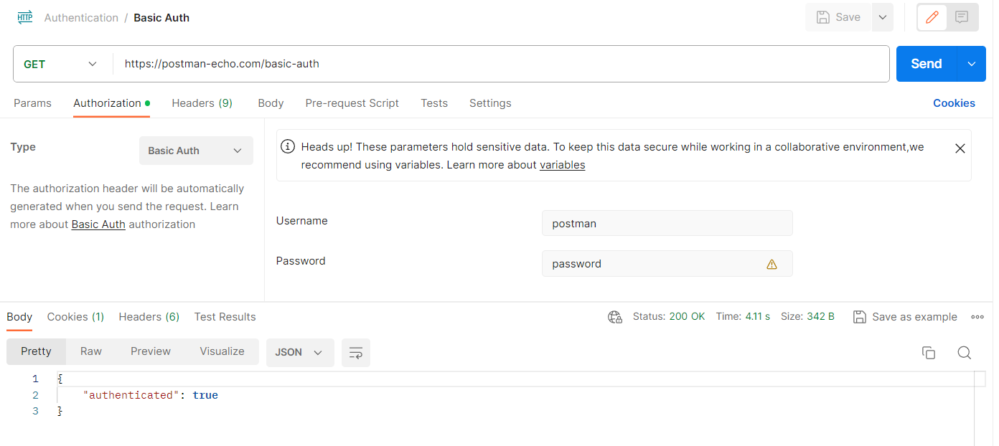 HTTP Authentication / Basic Auth Save
GET https://postman-echo.com/basic-auth Send
Params Authorization Headers (9) Body Pre-request Script Tests Settings Cookies
Type Basic Auth
The authorization header will be automatically
generated when you send the request. Learn
more about Basic Auth authorization
Heads up! These parameters hold sensitive data. To keep this data secure while working in a collaborative environment,we
recommend using variables. Learn more about variables
Username postman
Password password
Body Cookies (1) Headers (6) Test Results Status: 200 OK Time: 4.11 s Size: 342 B Save as example
Pretty Raw Preview Visualize JSON
1 {
2 "authenticated": true
3 }